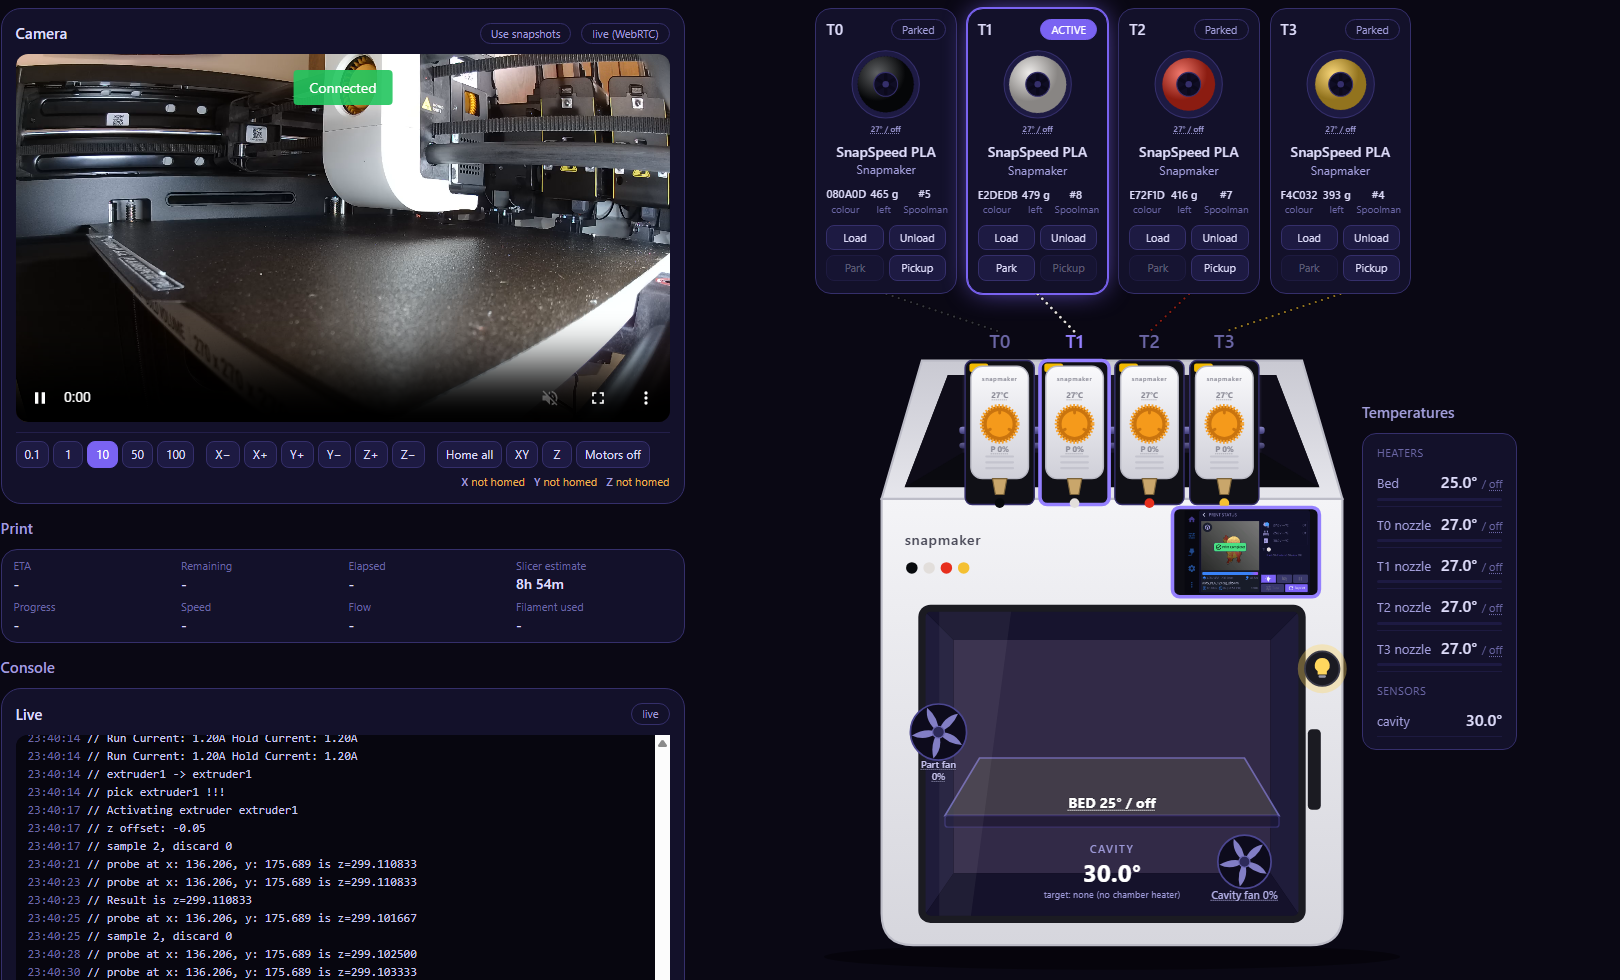 Camera
Use snapshots
live (WebRTC)
Connected
0:00
0.1 1 10 50 100 X− X+ Y+ Y− Z+ Z− Home all XY Z Motors off
X not homed Y not homed Z not homed
Print
ETA Remaining Elapsed Slicer estimate
- - - 8h 54m
Progress Speed Flow Filament used
- - - -
Console
Live
live
23:40:14 // Run Current: 1.20A Hold Current: 1.20A
23:40:14 // Run Current: 1.20A Hold Current: 1.20A
23:40:14 // extruder1 -> extruder1
23:40:14 // pick extruder1 !!!
23:40:17 // Activating extruder extruder1
23:40:17 // z offset: -0.05
23:40:17 // sample 2, discard 0
23:40:21 // probe at x: 136.206, y: 175.689 is z=299.110833
23:40:23 // probe at x: 136.206, y: 175.689 is z=299.110833
23:40:23 // Result is z=299.110833
23:40:25 // probe at x: 136.206, y: 175.689 is z=299.101667
23:40:25 // sample 2, discard 0
23:40:28 // probe at x: 136.206, y: 175.689 is z=299.102500
23:40:30 // probe at x: 136.206, y: 175.689 is z=299.103333
T0 Parked
27° / off
SnapSpeed PLA
Snapmaker
080A0D 465 g #5
colour left Spoolman
Load Unload
Park Pickup
T1 ACTIVE
27° / off
SnapSpeed PLA
Snapmaker
E2DEDB 479 g #8
colour left Spoolman
Load Unload
Park Pickup
T2 Parked
27° / off
SnapSpeed PLA
Snapmaker
E72F1D 416 g #7
colour left Spoolman
Load Unload
Park Pickup
T3 Parked
27° / off
SnapSpeed PLA
Snapmaker
F4C032 393 g #4
colour left Spoolman
Load Unload
Park Pickup
T0 T1 T2 T3
snapmaker snapmaker snapmaker snapmaker
27°C 27°C 27°C 27°C
P 0% P 0% P 0% P 0%
snapmaker
PRINT STATUS
Part fan
0%
BED 25° / off
CAVITY
30.0°
target: none (no chamber heater)
Cavity fan 0%
Temperatures
HEATERS
Bed 25.0° / off
T0 nozzle 27.0° / off
T1 nozzle 27.0° / off
T2 nozzle 27.0° / off
T3 nozzle 27.0° / off
SENSORS
cavity 30.0°